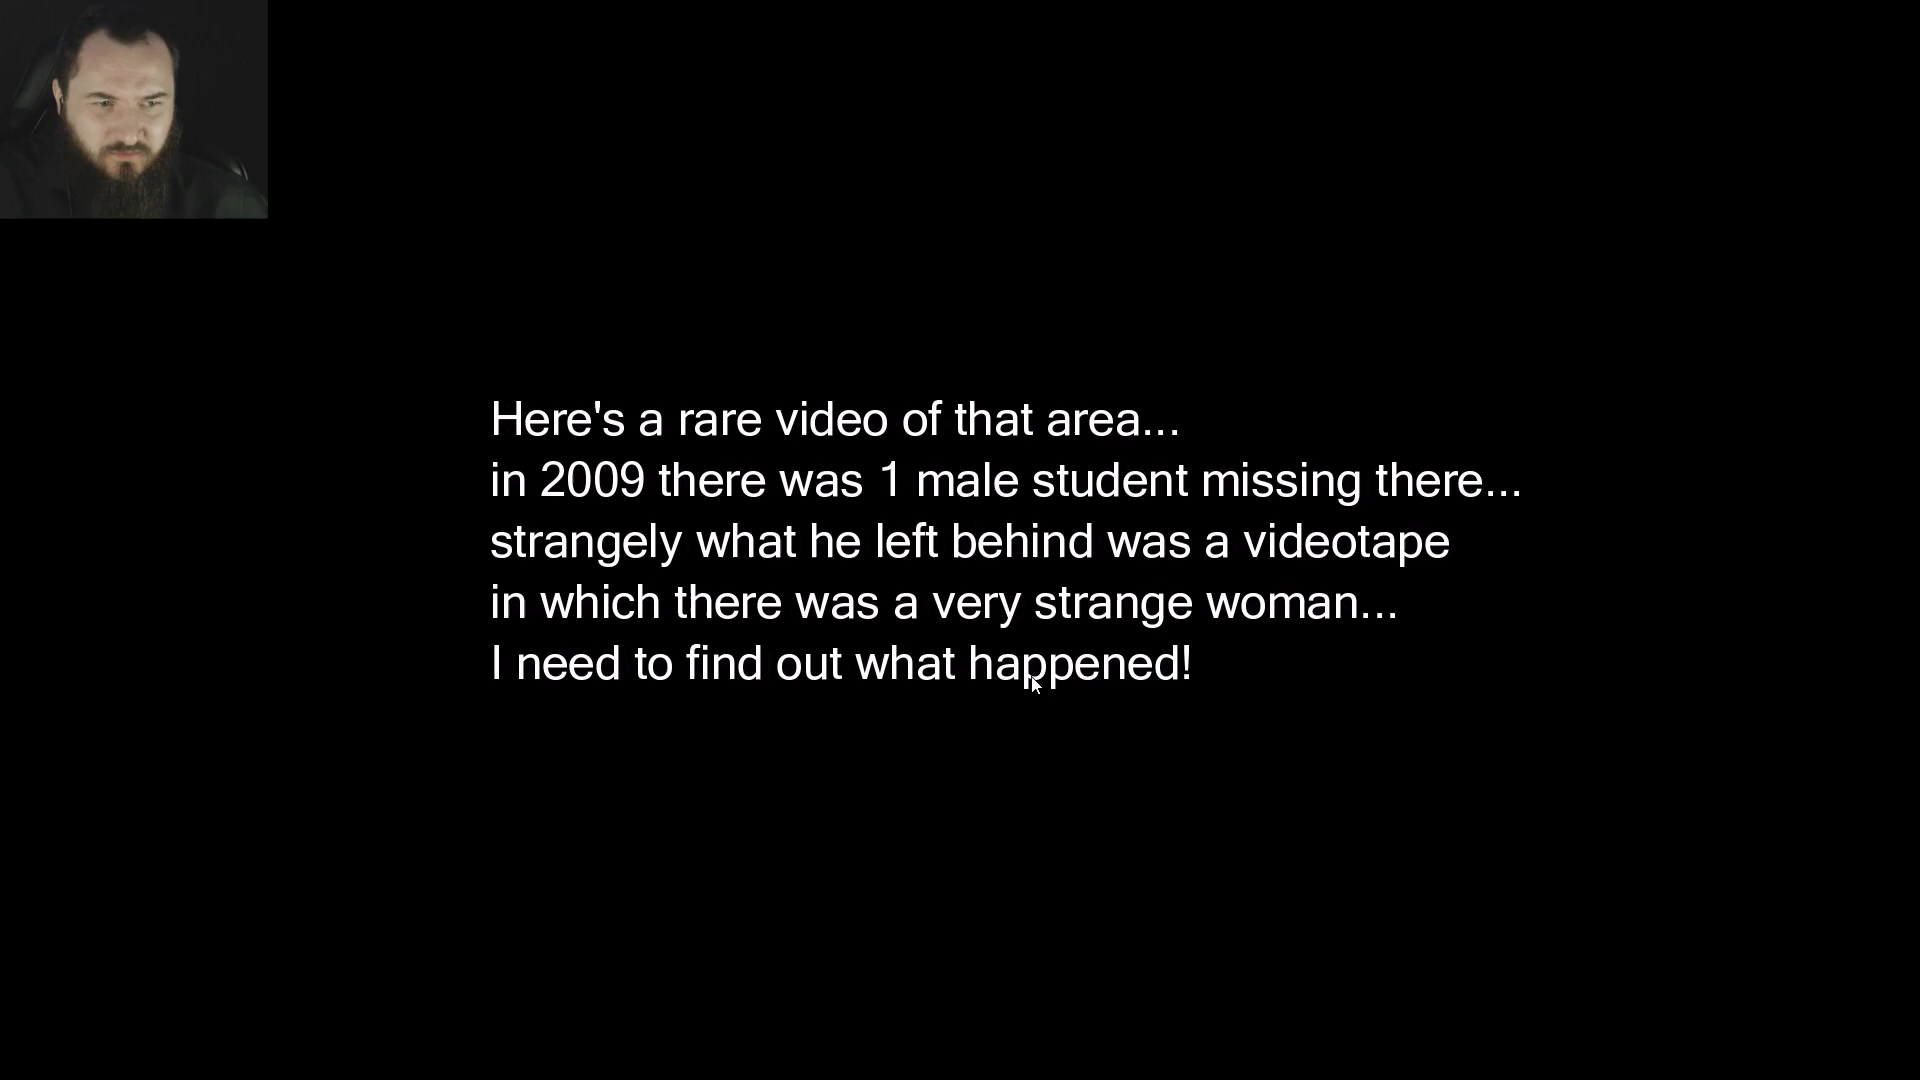 Here's a rare video of that area...
in 2009 there was 1 male student missing there...
strangely what he left behind was a videotape
in which there was a very strange woman...
I need to find out what happened!